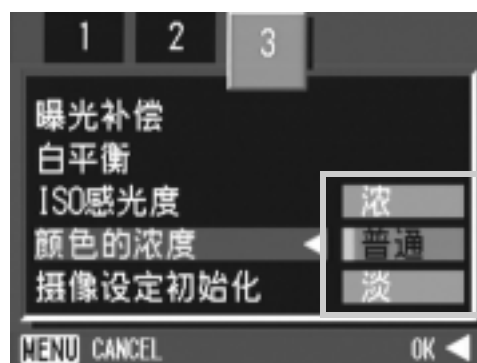 1 2 3
曝光补偿
白平衡
ISO感光度 浓
颜色的浓度 普通
摄像设定初始化 淡
MENU CANCEL OK